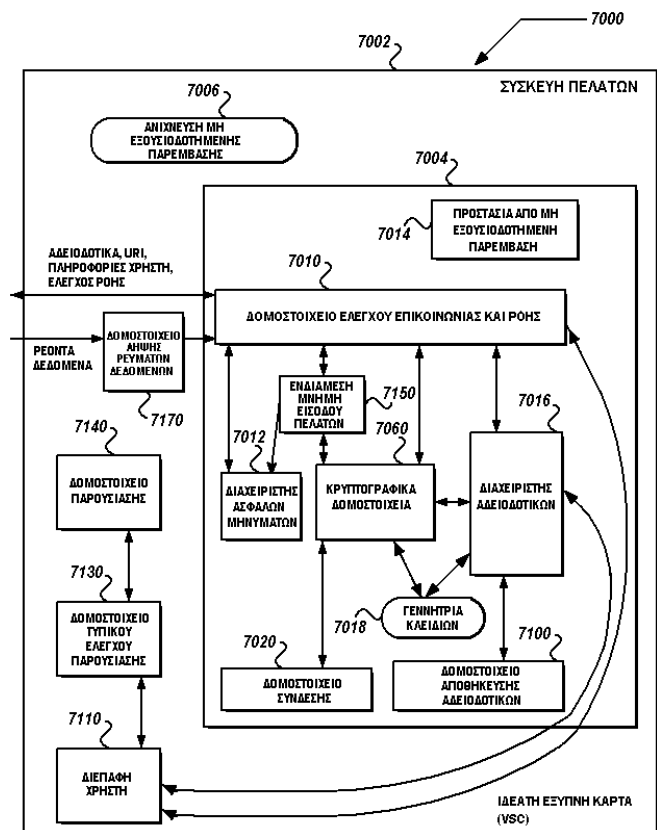 7000
7002
ΣΥΣΚΕΥΗ ΠΕΛΑΤΩΝ
7006
ΑΝΙΧΝΕΥΣΗ ΜΗ
ΕΞΟΥΣΙΟΔΟΤΗΜΕΝΗΣ
ΠΑΡΕΜΒΑΣΗΣ
7004
7014
ΠΡΟΣΤΑΣΙΑ ΑΠΟ ΜΗ
ΕΞΟΥΣΙΟΔΟΤΗΜΕΝΗ
ΠΑΡΕΜΒΑΣΗ
ΑΔΕΙΟΔΟΤΙΚΑ, URI,
ΠΛΗΡΟΦΟΡΙΕΣ ΧΡΗΣΤΗ,
ΕΛΕΓΧΟΣ ΡΟΗΣ
7010
ΔΟΜΟΣΤΟΙΧΕΙΟ ΕΛΕΓΧΟΥ ΕΠΙΚΟΙΝΩΝΙΑΣ ΚΑΙ ΡΟΗΣ
ΡΕΟΝΤΑ
ΔΕΔΟΜΕΝΑ
ΔΟΜΟΣΤΟΙΧΕΙΟ
ΛΗΨΗΣ
ΡΕΥΜΑΤΩΝ
ΔΕΔΟΜΕΝΩΝ
7170
ΕΝΔΙΑΜΕΣΗ
ΜΝΗΜΗ
ΕΙΣΟΔΟΥ
ΠΕΛΑΤΩΝ
7150
7140
ΔΟΜΟΣΤΟΙΧΕΙΟ
ΠΑΡΟΥΣΙΑΣΗΣ
7012
ΔΙΑΧΕΙΡΙΣΤΗΣ
ΑΣΦΑΛΩΝ
ΜΗΝΥΜΑΤΩΝ
7060
ΚΡΥΠΤΟΓΡΑΦΙΚΑ
ΔΟΜΟΣΤΟΙΧΕΙΑ
7016
ΔΙΑΧΕΙΡΙΣΤΗΣ
ΑΔΕΙΟΔΟΤΙΚΩΝ
7130
ΔΟΜΟΣΤΟΙΧΕΙΟ
ΤΥΠΙΚΟΥ
ΕΛΕΓΧΟΥ
ΠΑΡΟΥΣΙΑΣΗΣ
7018
ΓΕΝΝΗΤΡΙΑ
ΚΛΕΙΔΙΩΝ
7020
ΔΟΜΟΣΤΟΙΧΕΙΟ
ΣΥΝΔΕΣΗΣ
7100
ΔΟΜΟΣΤΟΙΧΕΙΟ
ΑΠΟΘΗΚΕΥΣΗΣ
ΑΔΕΙΟΔΟΤΙΚΩΝ
7110
ΔΙΕΠΑΦΗ
ΧΡΗΣΤΗ
ΙΔΕΑΤΗ ΕΞΥΠΝΗ ΚΑΡΤΑ
(VSC)